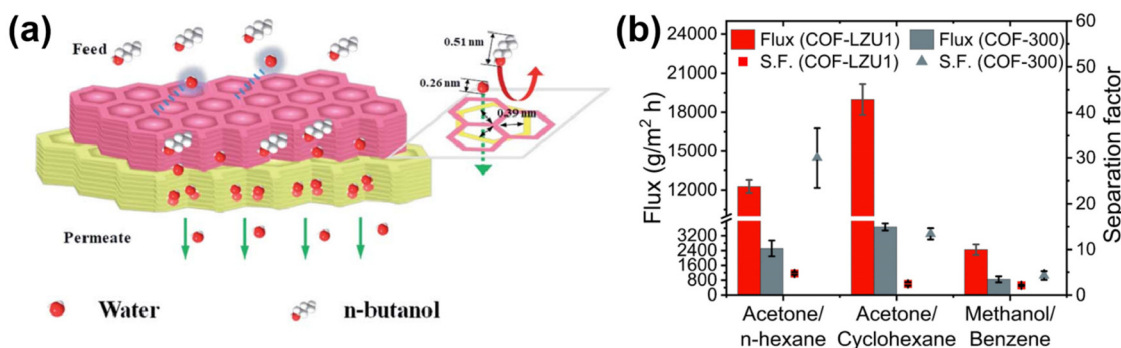 (a)
Feed
0.51 nm
0.26 nm
0.39 nm
Permeate
Water
n-butanol
(b)
Flux (COF-LZU1) Flux (COF-300)
S.F. (COF-LZU1) S.F. (COF-300)
Flux (g/m² h)
24000
21000
18000
15000
12000
3200
2400
1600
800
0
Separation factor
60
50
40
30
20
10
0
Acetone/
n-hexane
Acetone/
Cyclohexane
Methanol/
Benzene